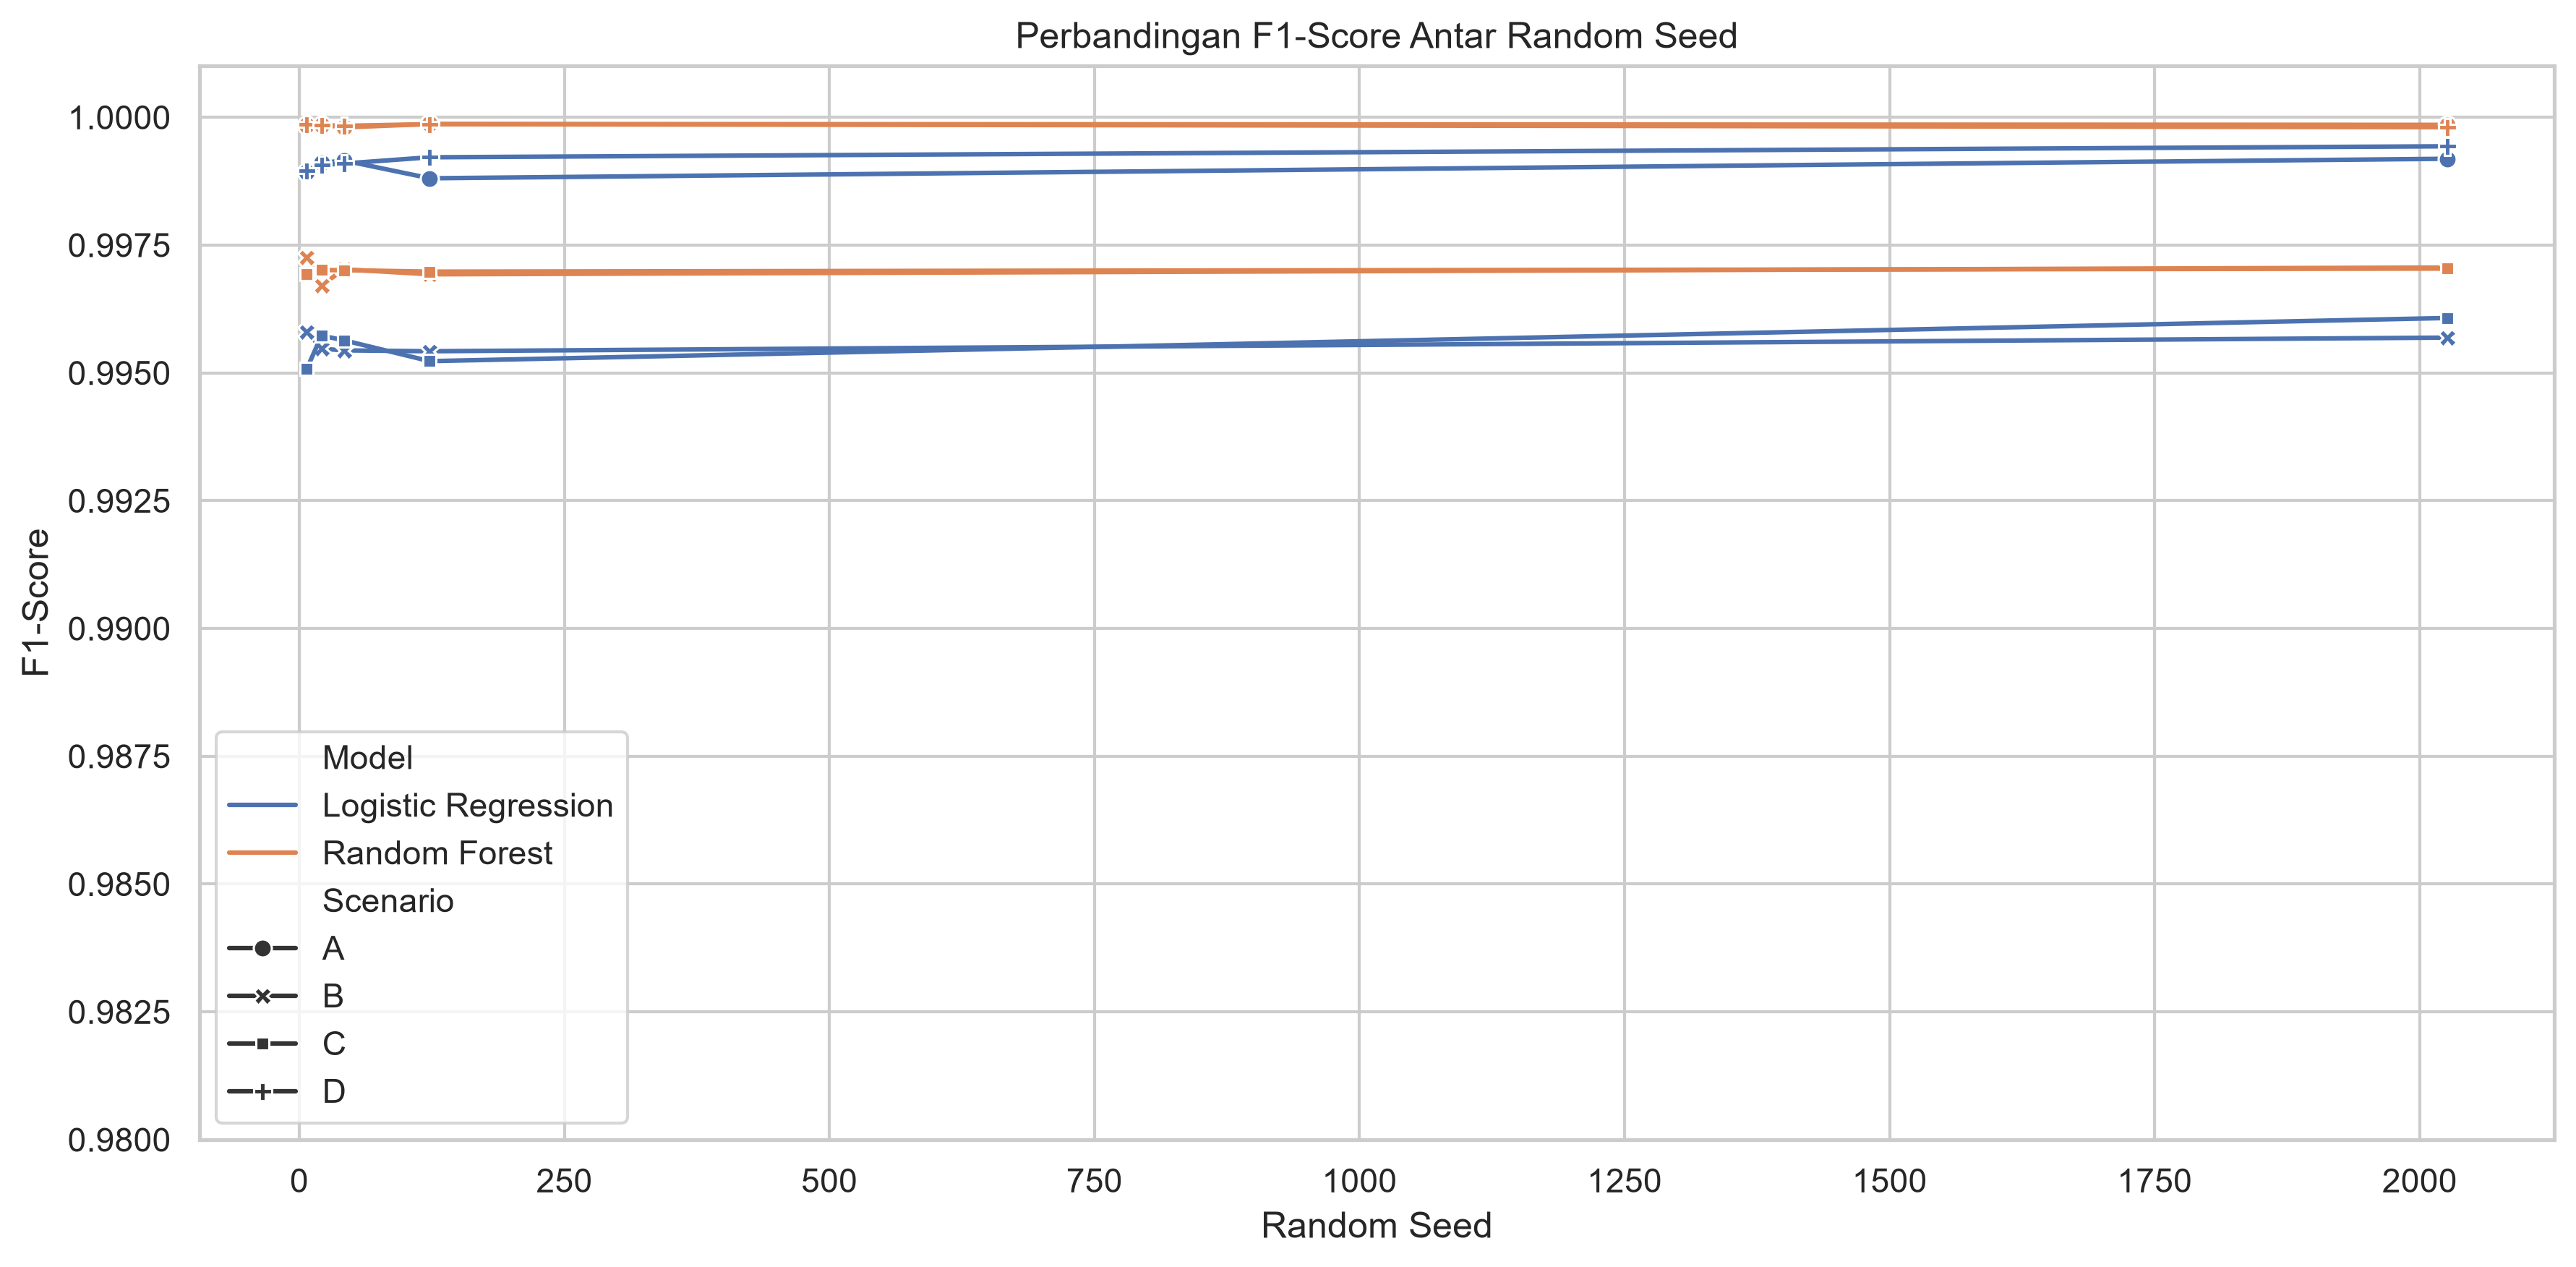 Perbandingan F1-Score Antar Random Seed
1.0000
0.9975
0.9950
0.9925
0.9900
0.9875
0.9850
0.9825
0.9800
F1-Score
Model
Logistic Regression
Random Forest
Scenario
A
B
C
D
0 250 500 750 1000 1250 1500 1750 2000
Random Seed